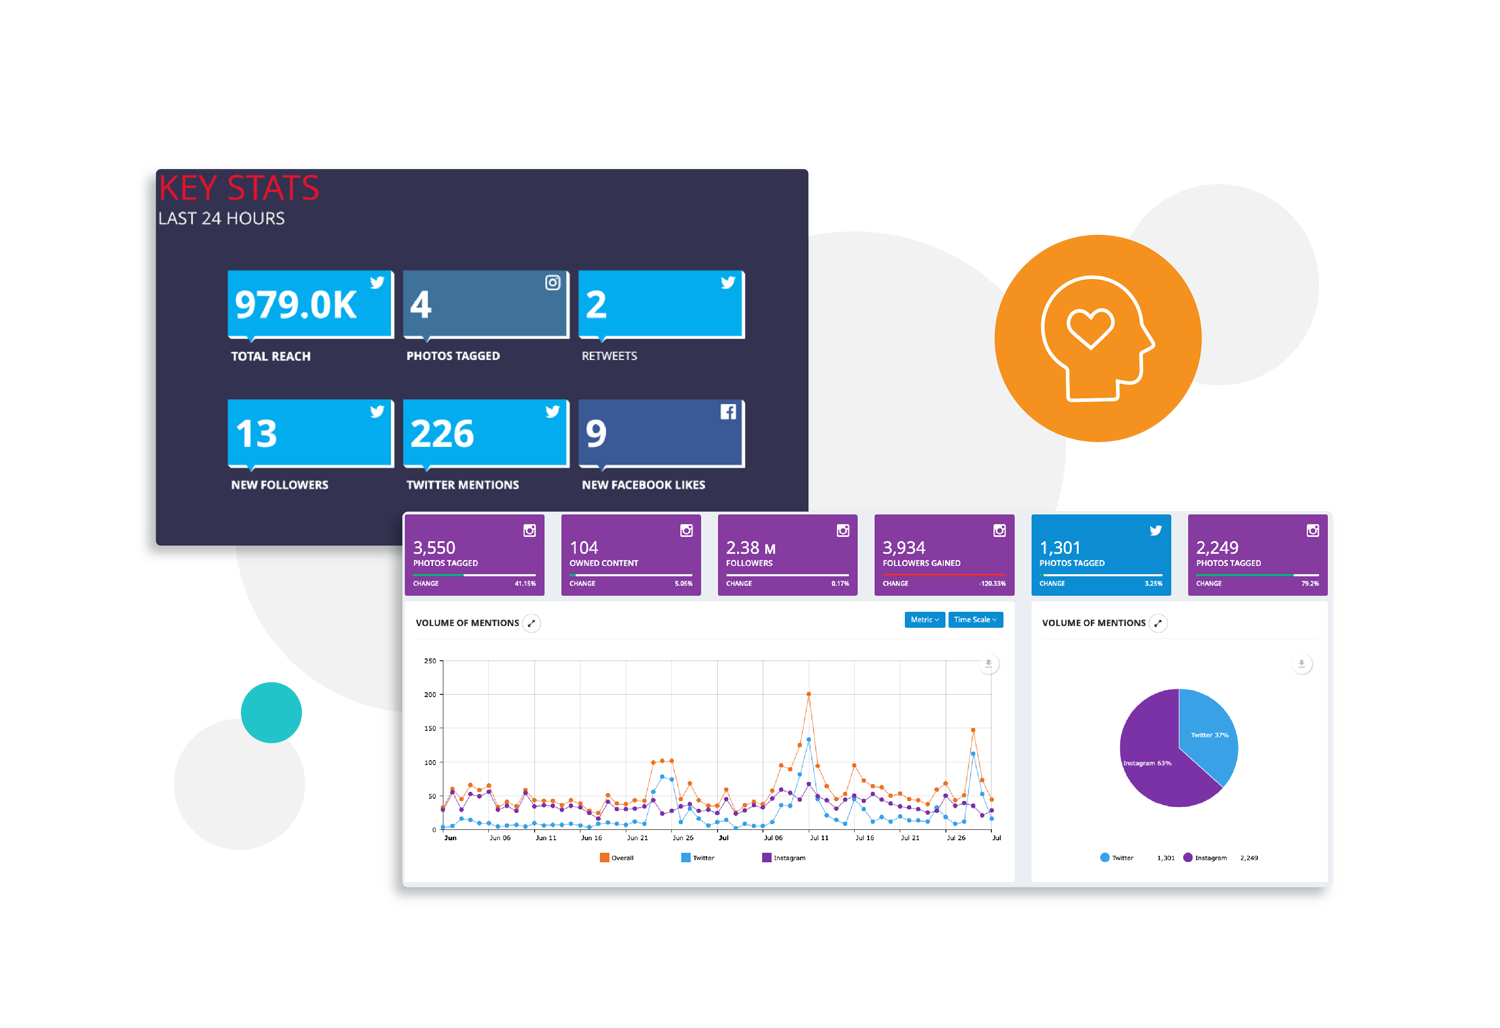 KEY STATS
LAST 24 HOURS
979.0K
TOTAL REACH
4
PHOTOS TAGGED
2
RETWEETS
13
NEW FOLLOWERS
226
TWITTER MENTIONS
9
NEW FACEBOOK LIKES
3,550
PHOTOS TAGGED
CHANGE 41.15%
104
OWNED CONTENT
CHANGE 5.05%
2.38 M
FOLLOWERS
CHANGE 0.17%
3,934
FOLLOWERS GAINED
CHANGE -120.33%
1,301
PHOTOS TAGGED
CHANGE 3.25%
2,249
PHOTOS TAGGED
CHANGE 79.2%
VOLUME OF MENTIONS
Metric
Time Scale
250
200
150
100
50
0
Jun
Jun 06
Jun 11
Jun 16
Jun 21
Jun 26
Jul
Jul 06
Jul 11
Jul 16
Jul 21
Jul 26
Jul
Overall
Twitter
Instagram
VOLUME OF MENTIONS
Twitter 37%
Instagram 63%
Twitter 1,301
Instagram 2,249